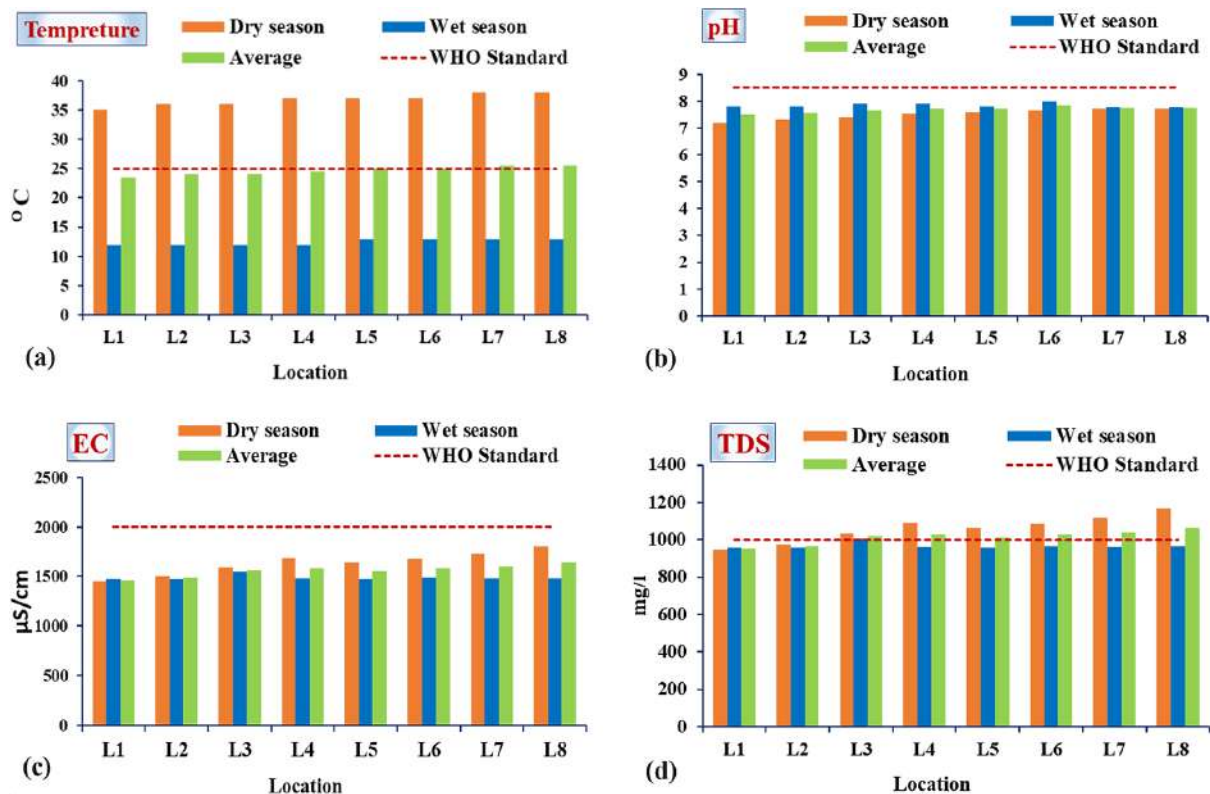 Tempreture
Dry season
Wet season
Average
WHO Standard
40
35
30
25
20
15
10
5
0
°C
L1 L2 L3 L4 L5 L6 L7 L8
(a)
Location
pH
Dry season
Wet season
Average
WHO Standard
9
8
7
6
5
4
3
2
1
0
L1 L2 L3 L4 L5 L6 L7 L8
(b)
Location
EC
Dry season
Wet season
Average
WHO Standard
2500
2000
1500
1000
500
0
µS/cm
L1 L2 L3 L4 L5 L6 L7 L8
(c)
Location
TDS
Dry season
Wet season
Average
WHO Standard
1400
1200
1000
800
600
400
200
0
mg/l
L1 L2 L3 L4 L5 L6 L7 L8
(d)
Location